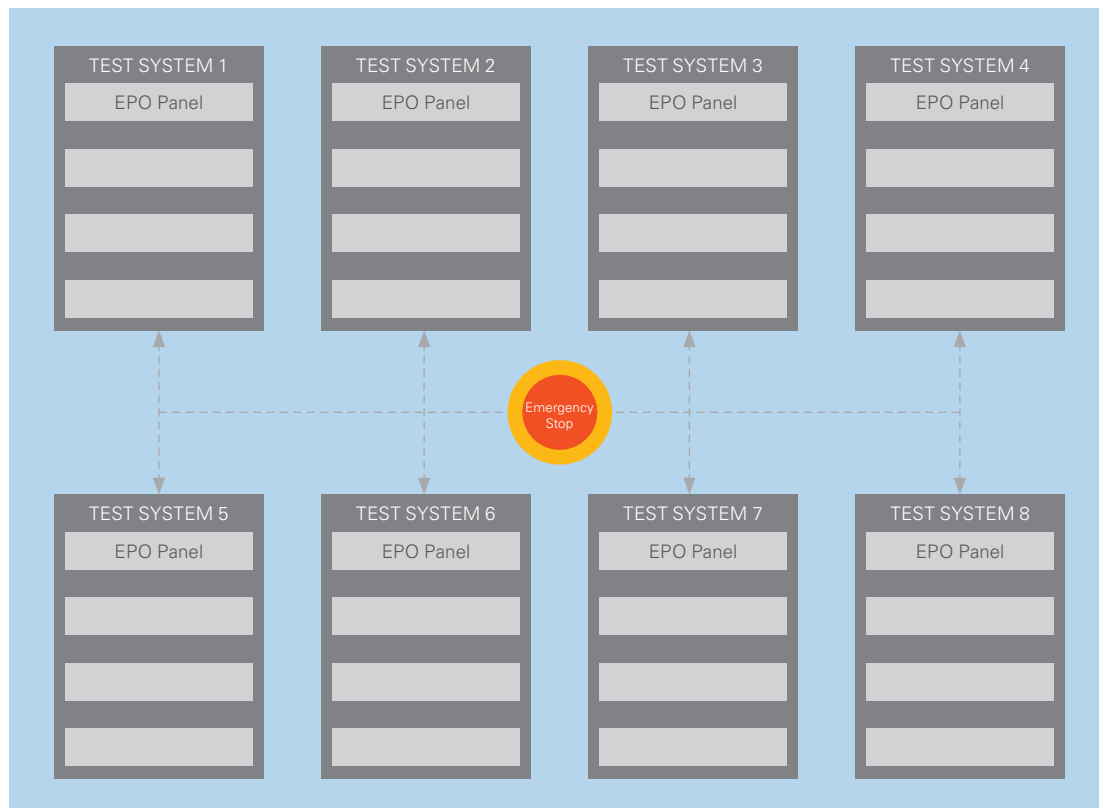 TEST SYSTEM 1
EPO Panel
TEST SYSTEM 2
EPO Panel
TEST SYSTEM 3
EPO Panel
TEST SYSTEM 4
EPO Panel
Emergency
Stop
TEST SYSTEM 5
EPO Panel
TEST SYSTEM 6
EPO Panel
TEST SYSTEM 7
EPO Panel
TEST SYSTEM 8
EPO Panel